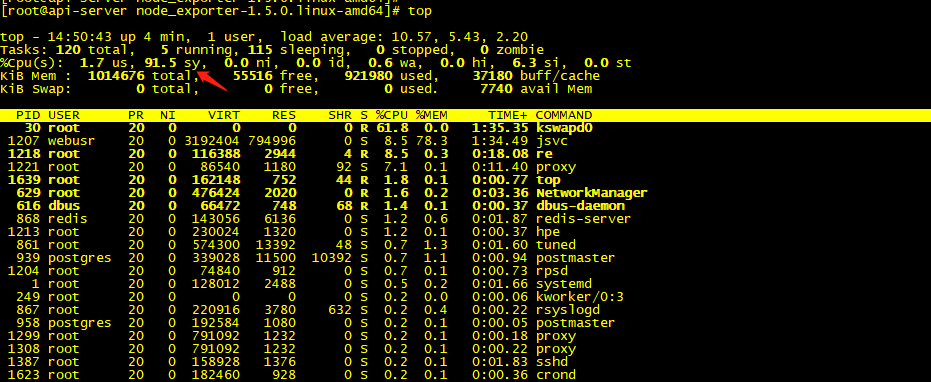 [root@api-server node_exporter-1.5.0.linux-amd64]#
[root@api-server node_exporter-1.5.0.linux-amd64]# top
top - 14:50:43 up 4 min, 1 user, load average: 10.57, 5.43, 2.20
Tasks: 120 total, 5 running, 115 sleeping, 0 stopped, 0 zombie
%Cpu(s): 1.7 us, 91.5 sy, 0.0 ni, 0.0 id, 0.6 wa, 0.0 hi, 6.3 si, 0.0 st
KiB Mem : 1014676 total, 55516 free, 921980 used, 37180 buff/cache
KiB Swap: 0 total, 0 free, 0 used. 7740 avail Mem
PID USER PR NI VIRT RES SHR S %CPU %MEM TIME+ COMMAND
30 root 20 0 0 0 0 R 61.8 0.0 1:35.35 kswapd0
1207 webusr 20 0 3192404 794996 0 S 8.5 78.3 1:34.49 jsvc
1218 root 20 0 116388 2944 4 R 8.5 0.3 0:18.08 re
1221 root 20 0 86540 1180 92 S 7.1 0.1 0:11.40 proxy
1639 root 20 0 162148 752 44 R 1.8 0.1 0:00.77 top
629 root 20 0 476424 2020 0 R 1.6 0.2 0:03.36 NetworkManager
616 dbus 20 0 66472 748 68 R 1.4 0.1 0:00.37 dbus-daemon
868 redis 20 0 143056 6136 0 S 1.2 0.6 0:01.87 redis-server
1213 root 20 0 230024 1320 0 S 1.2 0.1 0:00.37 hpe
861 root 20 0 574300 13392 48 S 0.7 1.3 0:01.60 tuned
939 postgres 20 0 339028 11500 10392 S 0.7 1.1 0:00.94 postmaster
1204 root 20 0 74840 912 0 S 0.7 0.1 0:00.73 rpsd
1 root 20 0 128012 2488 0 S 0.5 0.2 0:01.66 systemd
249 root 20 0 0 0 0 S 0.2 0.0 0:00.06 kworker/0:3
867 root 20 0 220916 3780 632 S 0.2 0.4 0:00.22 rsyslogd
958 postgres 20 0 192584 1080 0 S 0.2 0.1 0:00.05 postmaster
1299 root 20 0 791092 1232 0 S 0.2 0.1 0:00.18 proxy
1308 root 20 0 791092 1232 0 S 0.2 0.1 0:00.22 proxy
1387 root 20 0 158928 1376 0 S 0.2 0.1 0:01.83 sshd
1623 root 20 0 182460 928 0 S 0.2 0.1 0:00.36 crond